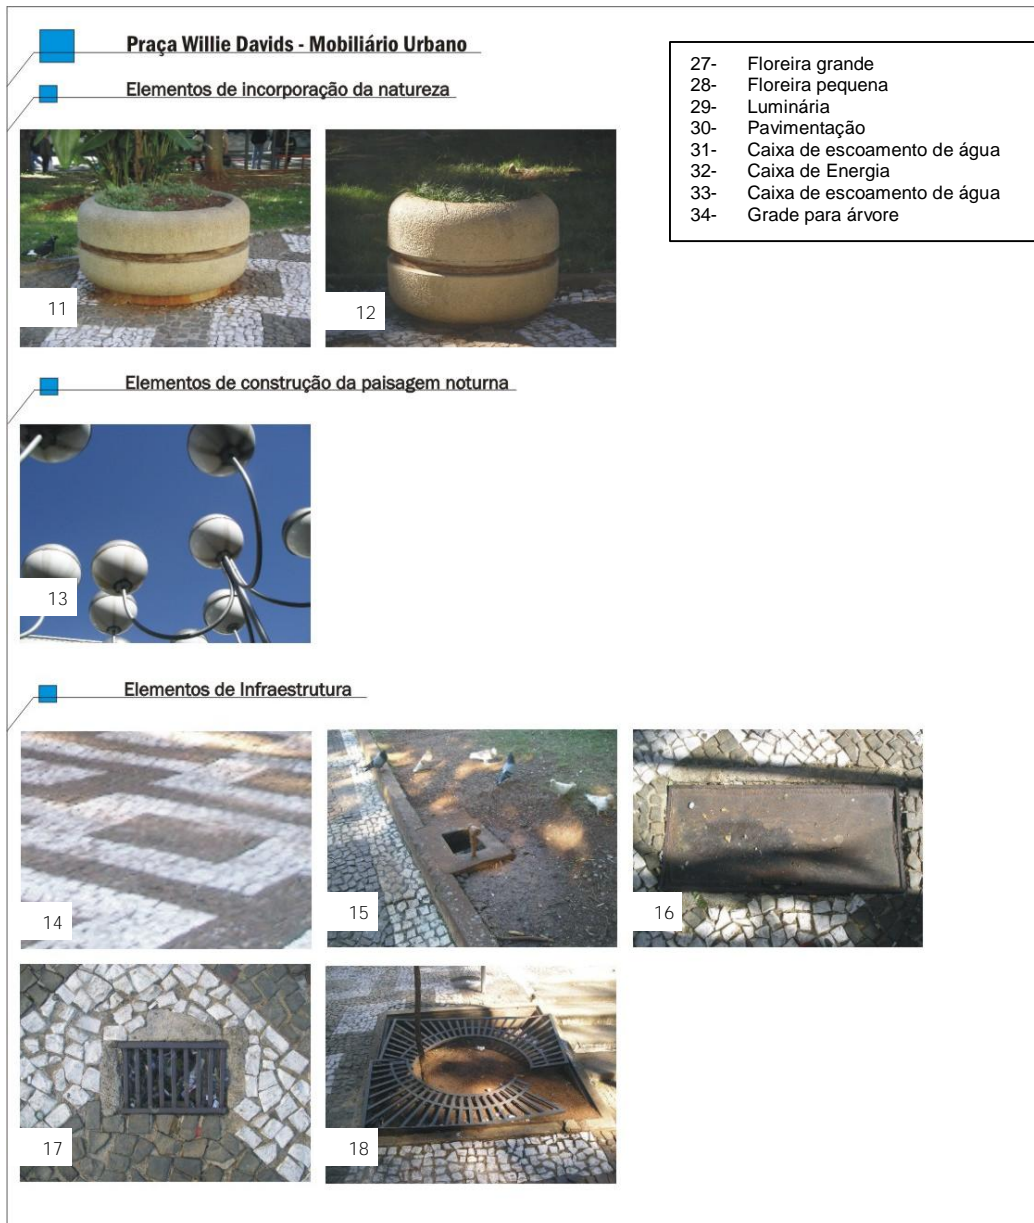 Praça Willie Davids - Mobiliário Urbano
Elementos de incorporação da natureza
27- Floreira grande
28- Floreira pequena
29- Luminária
30- Pavimentação
31- Caixa de escoamento de água
32- Caixa de Energia
33- Caixa de escoamento de água
34- Grade para árvore
11
12
Elementos de construção da paisagem noturna
13
Elementos de Infraestrutura
14
15
16
17
18